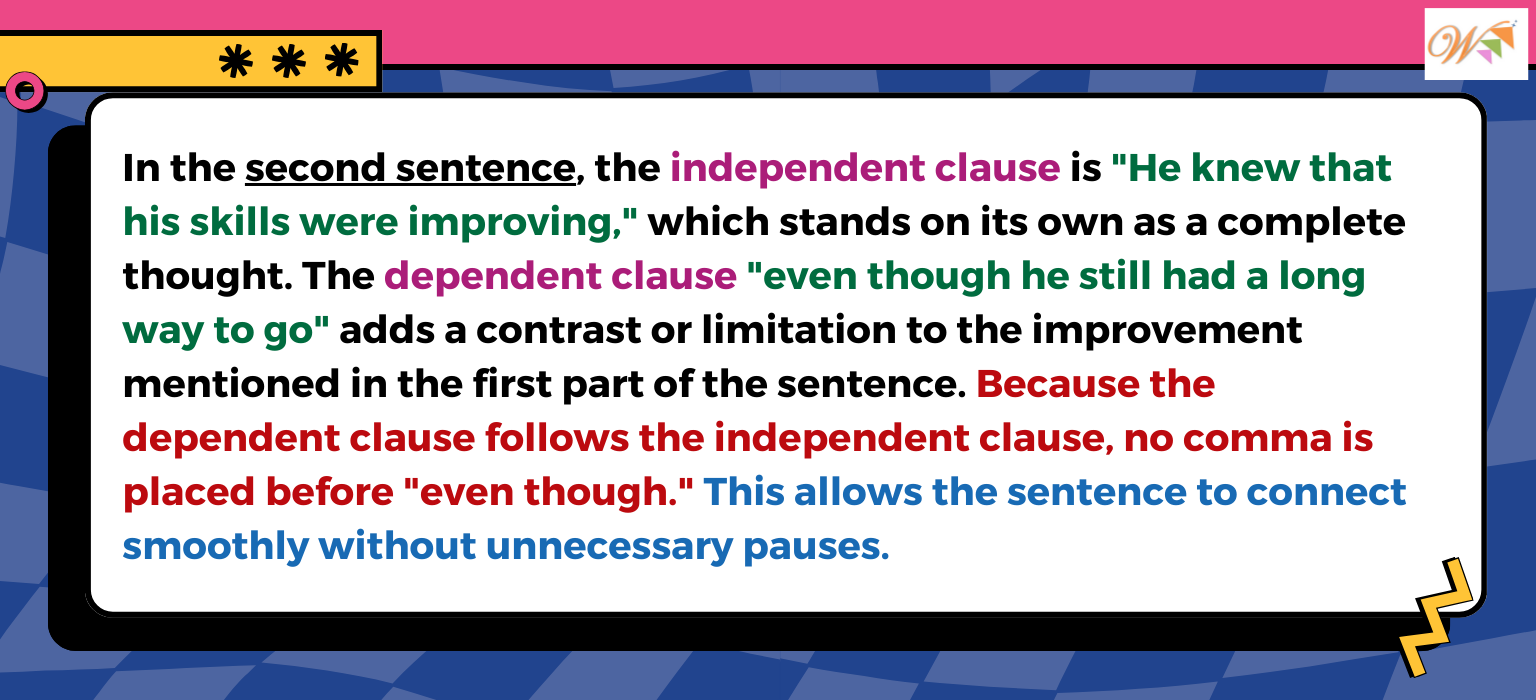 In the second sentence, the independent clause is "He knew that
his skills were improving," which stands on its own as a complete
thought. The dependent clause "even though he still had a long
way to go" adds a contrast or limitation to the improvement
mentioned in the first part of the sentence. Because the
dependent clause follows the independent clause, no comma is
placed before "even though." This allows the sentence to connect
smoothly without unnecessary pauses.